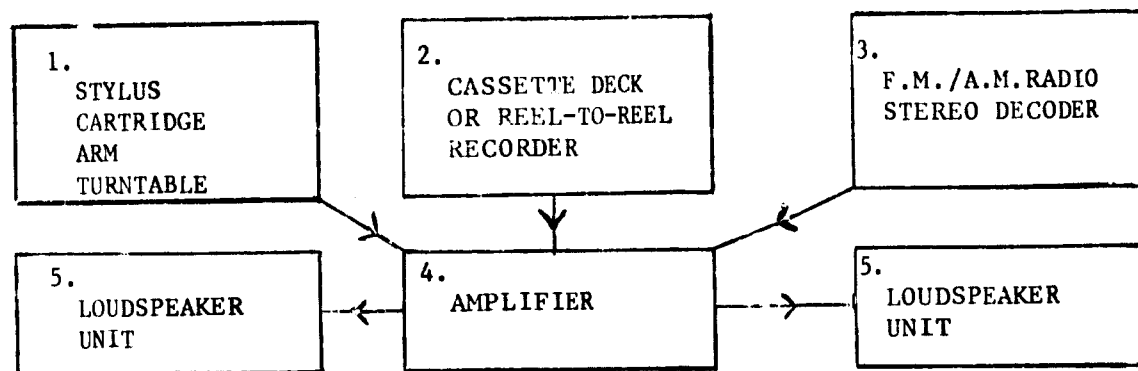 1.
STYLUS
CARTRIDGE
ARM
TURNTABLE
2.
CASSETTE DECK
OR REEL-TO-REEL
RECORDER
3.
F.M./A.M.RADIO
STEREO DECODER
5.
LOUDSPEAKER
UNIT
4.
AMPLIFIER
5.
LOUDSPEAKER
UNIT